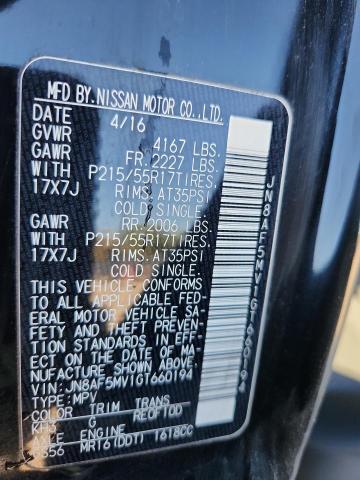 MFD BY: NISSAN MOTOR CO., LTD.
DATE 4/16
GVWR 4167 LBS.
GAWR FR. 2227 LBS.
WITH P215/55R17TIRES.
17X7J RIMS. AT35PSI
COLD SINGLE.
GAWR RR. 2006 LBS.
WITH P215/55R17TIRES.
17X7J RIMS. AT35PSI
COLD SINGLE.
THIS VEHICLE CONFORMS
TO ALL APPLICABLE FED-
ERAL MOTOR VEHICLE SA-
FETY AND THEFT PREVEN-
TION STANDARDS IN EFF-
ECT ON THE DATE OF MA-
NUFACTURE SHOWN ABOVE.
VIN: JN8AF5MV1GT660194
TYPE: MPV
COLOR TRIM TRANS
KH3 G RE0F10D
AXLE ENGINE
6356 MR16(DDT) 1618CC
JN8AF5MV1GT660194